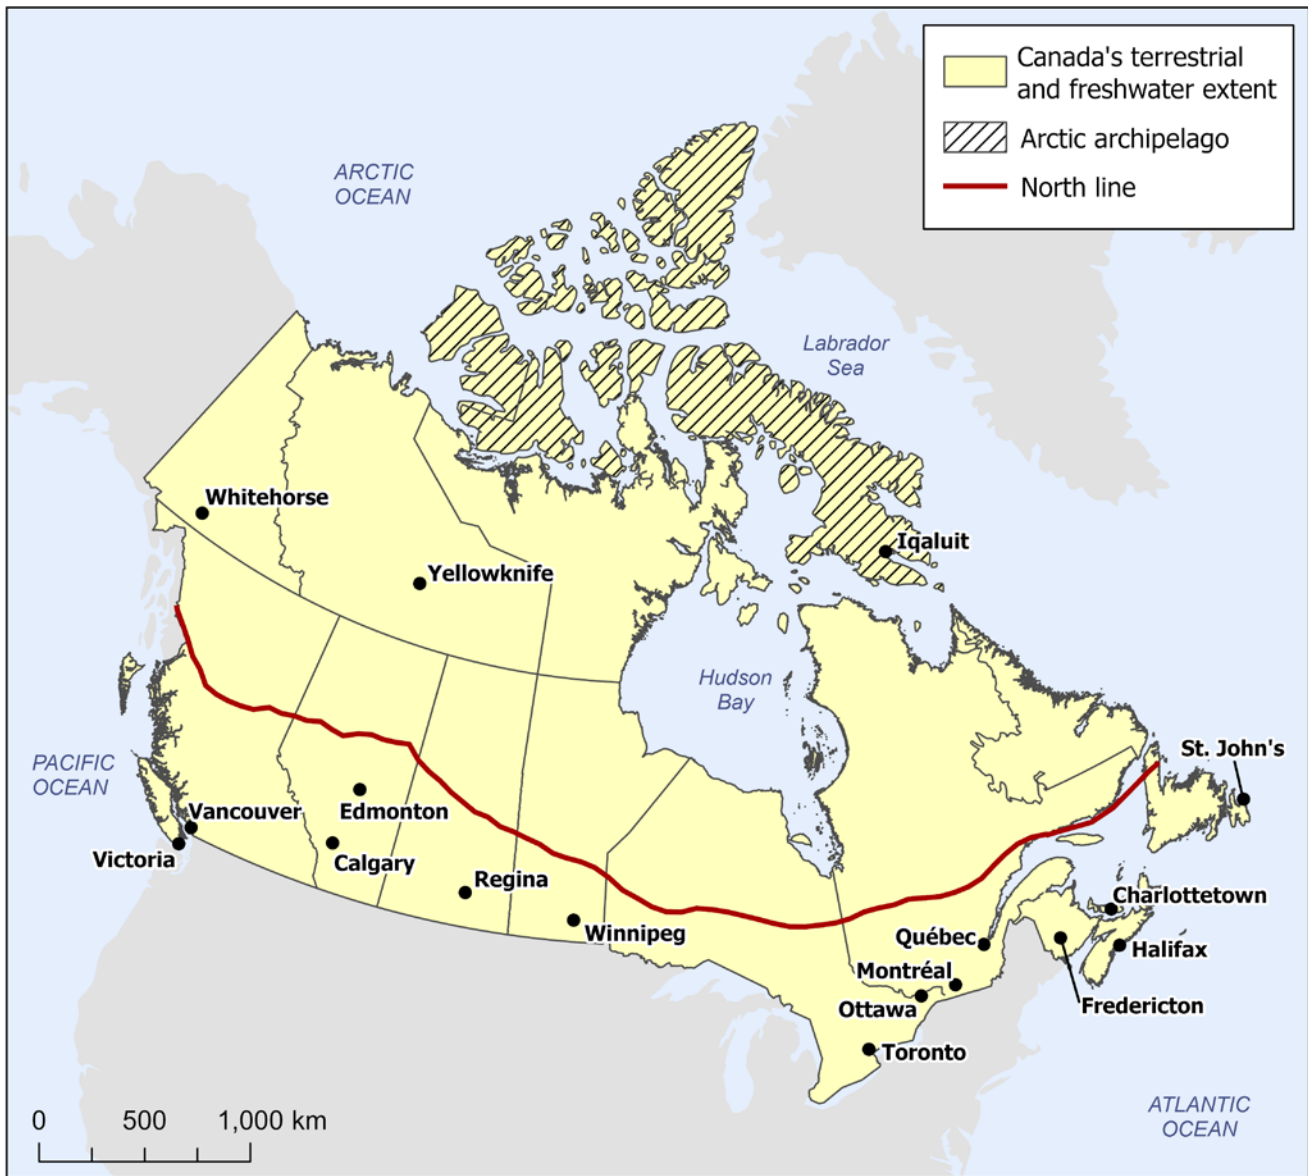 Canada's terrestrial
and freshwater extent
Arctic archipelago
North line
ARCTIC
OCEAN
Labrador
Sea
Whitehorse
Iqaluit
Yellowknife
Hudson
Bay
St. John's
PACIFIC
OCEAN
Vancouver
Edmonton
Victoria
Calgary
Regina
Charlottetown
Winnipeg
Québec
Halifax
Montréal
Ottawa
Fredericton
Toronto
ATLANTIC
OCEAN
0 500 1,000 km